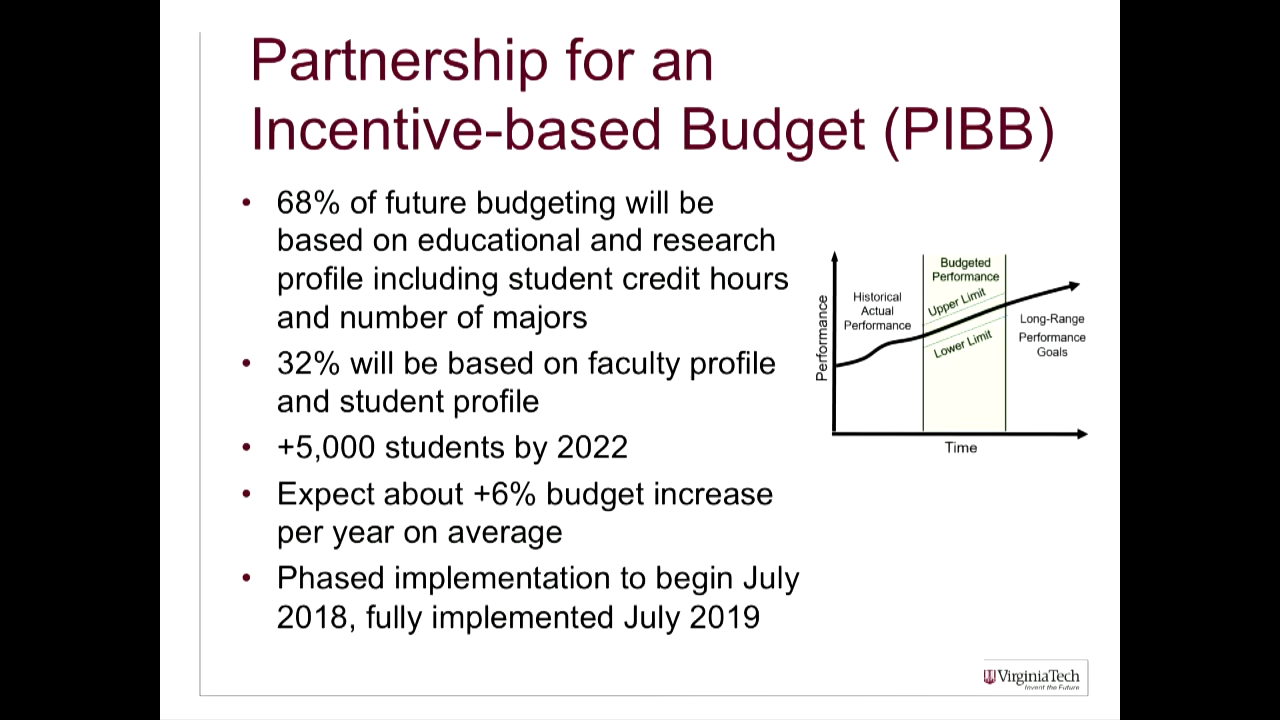 Partnership for an
Incentive-based Budget (PIBB)
• 68% of future budgeting will be
based on educational and research
profile including student credit hours
and number of majors
• 32% will be based on faculty profile
and student profile
• +5,000 students by 2022
• Expect about +6% budget increase
per year on average
• Phased implementation to begin July
2018, fully implemented July 2019
Performance
Historical
Actual
Performance
Budgeted
Performance
Upper Limit
Lower Limit
Long-Range
Performance
Goals
Time
VirginiaTech
Invent the Future